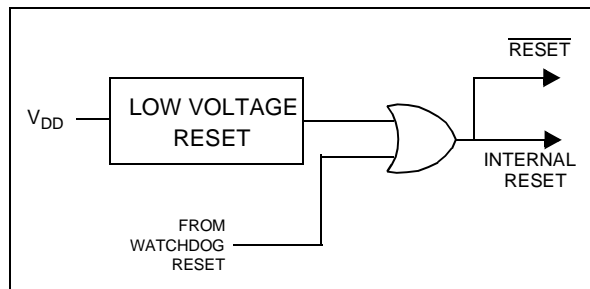 RESET
V_DD
LOW VOLTAGE
RESET
INTERNAL
RESET
FROM
WATCHDOG
RESET